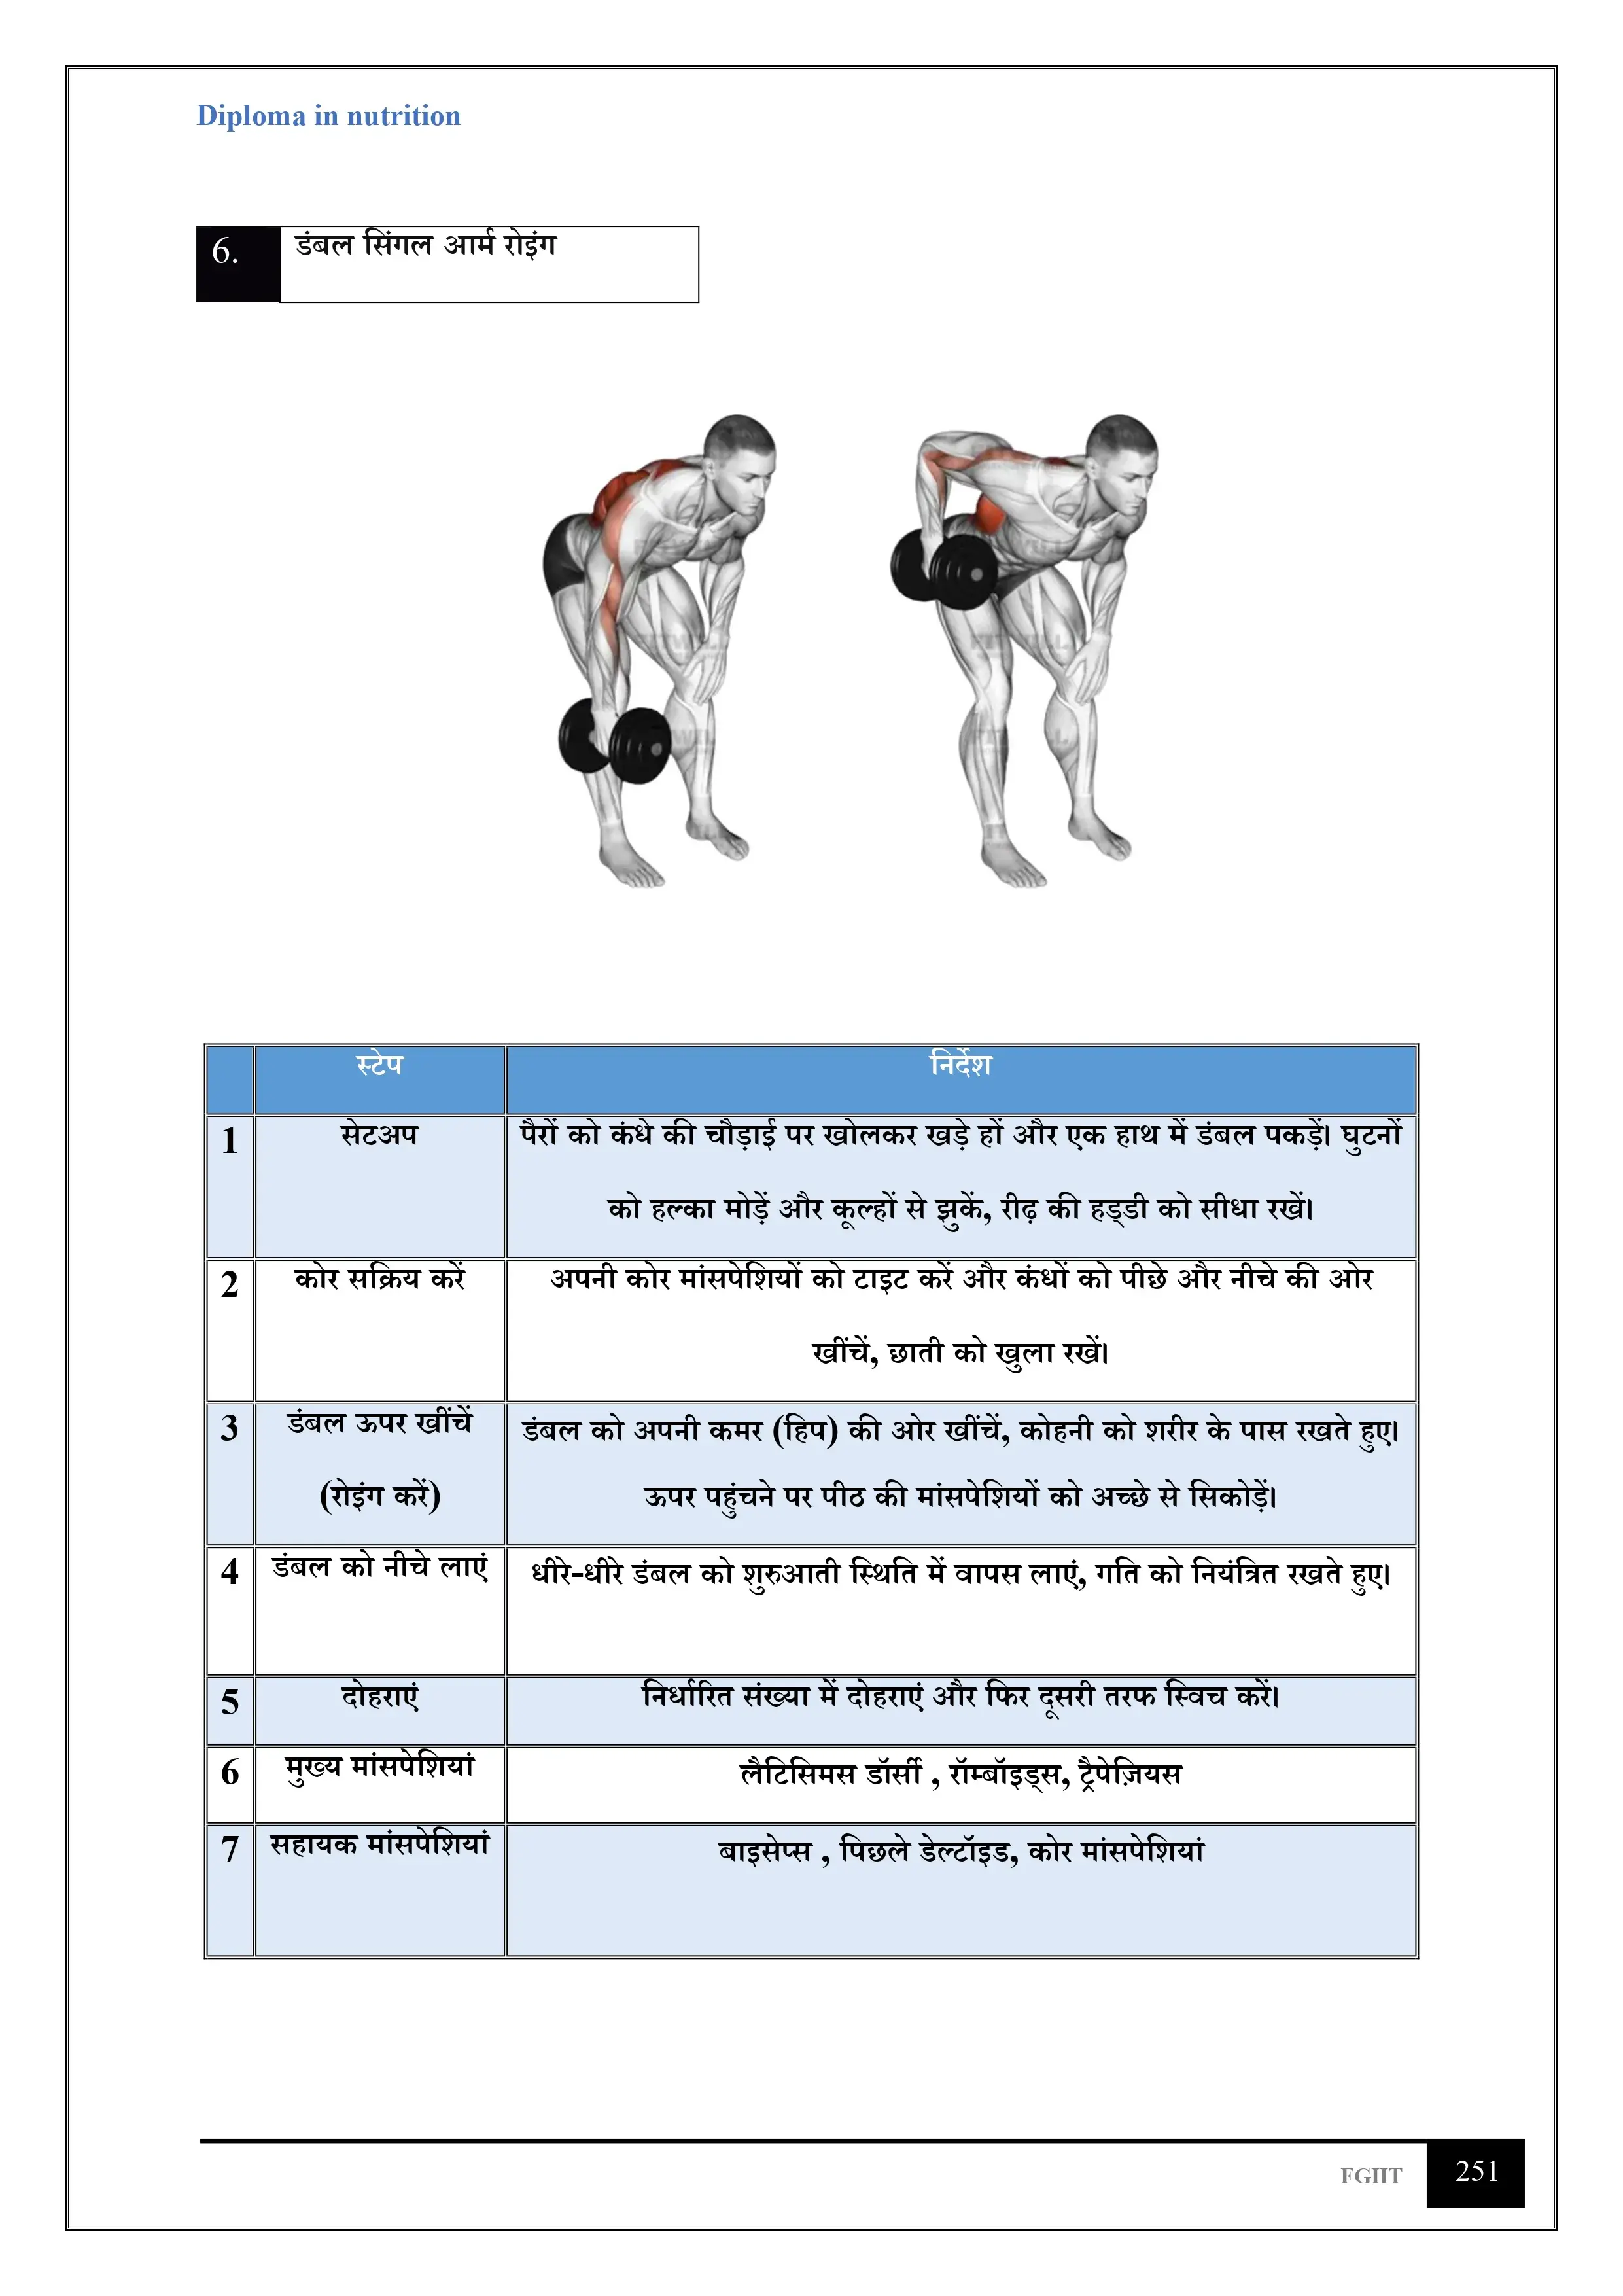 Diploma in nutrition
6. डंबल सिंगल आर्म रोइंग
स्टेप निर्देश
1 सेटअप पैरों को कंधे की चौड़ाई पर खोलकर खड़े हों और एक हाथ में डंबल पकड़ें। घुटनों
को हल्का मोड़ें और कूल्हों से झुकें, रीढ़ की हड्डी को सीधा रखें।
2 कोर सक्रिय करें अपनी कोर मांसपेशियों को टाइट करें और कंधों को पीछे और नीचे की ओर
खींचें, छाती को खुला रखें।
3 डंबल ऊपर खींचें डंबल को अपनी कमर (हिप) की ओर खींचें, कोहनी को शरीर के पास रखते हुए।
(रोइंग करें) ऊपर पहुंचने पर पीठ की मांसपेशियों को अच्छे से सिकोड़ें।
4 डंबल को नीचे लाएं धीरे-धीरे डंबल को शुरुआती स्थिति में वापस लाएं, गति को नियंत्रित रखते हुए।
5 दोहराएं निर्धारित संख्या में दोहराएं और फिर दूसरी तरफ स्विच करें।
6 मुख्य मांसपेशियां लैटिसिमस डॉर्सी , रॉम्बॉइड्स, ट्रैपेज़ियस
7 सहायक मांसपेशियां बाइसेप्स , पिछले डेल्टॉइड, कोर मांसपेशियां
FGIIT 251